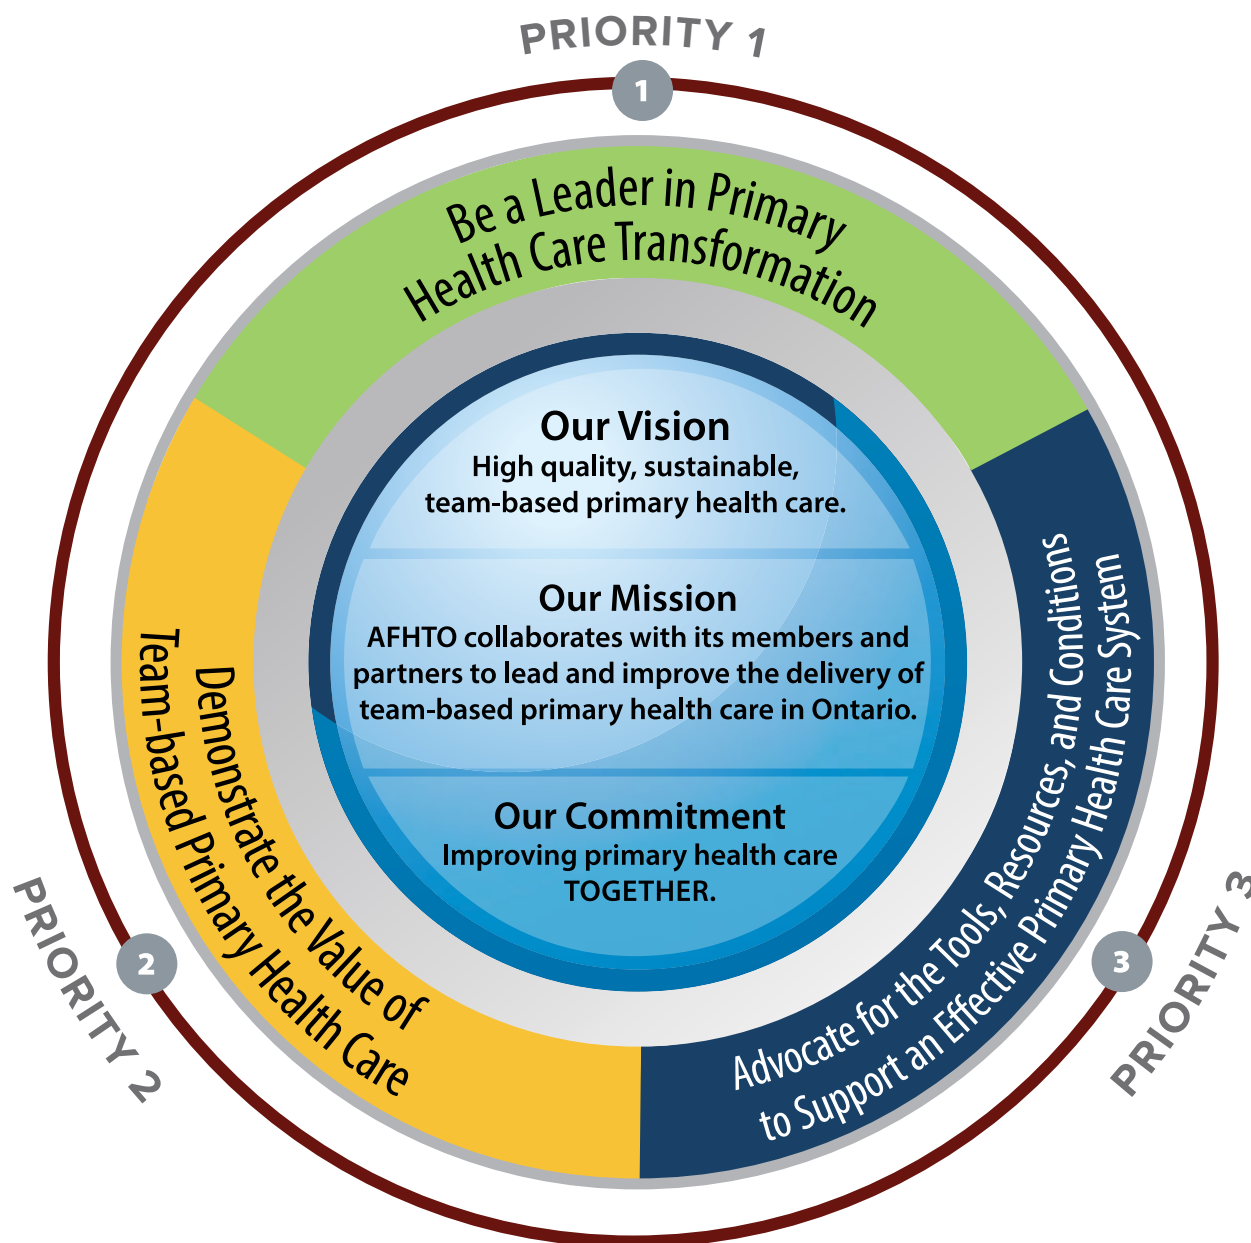 PRIORITY 1
1
Be a Leader in Primary
Health Care Transformation
Our Vision
High quality, sustainable,
team-based primary health care.
Our Mission
AFHTO collaborates with its members and
partners to lead and improve the delivery of
team-based primary health care in Ontario.
Our Commitment
Improving primary health care
TOGETHER.
PRIORITY 2
2
Demonstrate the Value of
Team-based Primary Health Care
PRIORITY 3
3
Advocate for the Tools, Resources, and Conditions
to Support an Effective Primary Health Care System